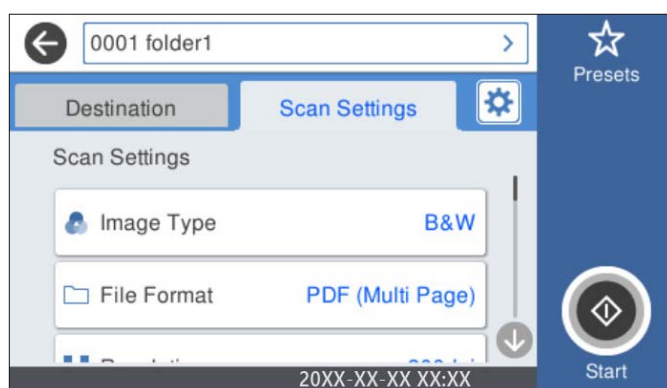 0001 folder1
Presets
Destination
Scan Settings
Scan Settings
Image Type
B&W
File Format
PDF (Multi Page)
20XX-XX-XX XX:XX
Start